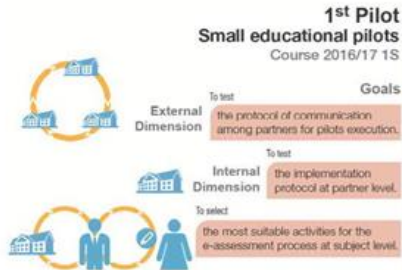 1st Pilot
Small educational pilots
Course 2016/17 1S
Goals
To test
External
Dimension
the protocol of communication
among partners for pilots execution.
To test
Internal
Dimension
the implementation
protocol at partner level.
To select
the most suitable activities for the
e-assessment process at subject level.